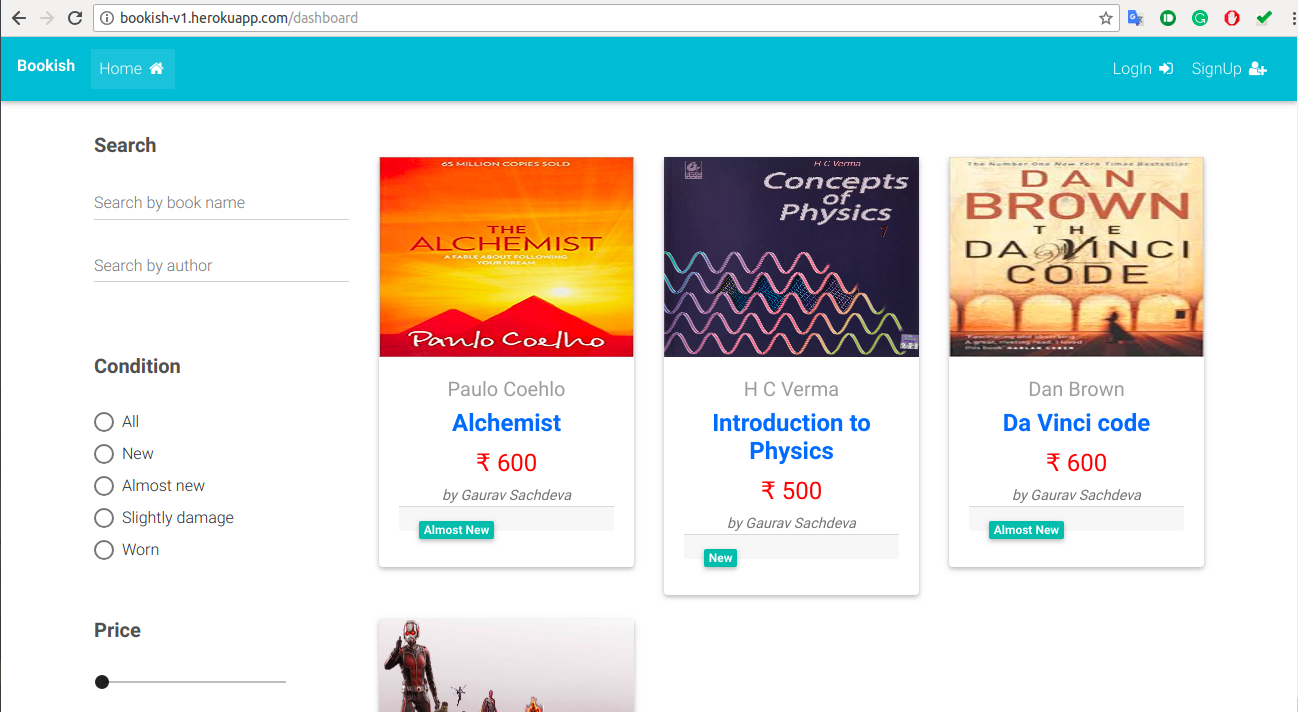 bookish-v1.herokuapp.com/dashboard
Bookish
Home
LogIn
SignUp
Search
Search by book name
Search by author
Condition
All
New
Almost new
Slightly damage
Worn
Price
65 MILLION COPIES SOLD
THE
ALCHEMIST
A FABLE ABOUT FOLLOWING
YOUR DREAM
Paulo Coelho
Paulo Coehlo
Alchemist
₹ 600
by Gaurav Sachdeva
Almost New
H C Verma
Concepts
of
Physics
1
H C Verma
Introduction to
Physics
₹ 500
by Gaurav Sachdeva
New
The Number One New York Times Bestseller
DAN
BROWN
THE
DA VINCI
CODE
Dan Brown
Da Vinci code
₹ 600
by Gaurav Sachdeva
Almost New